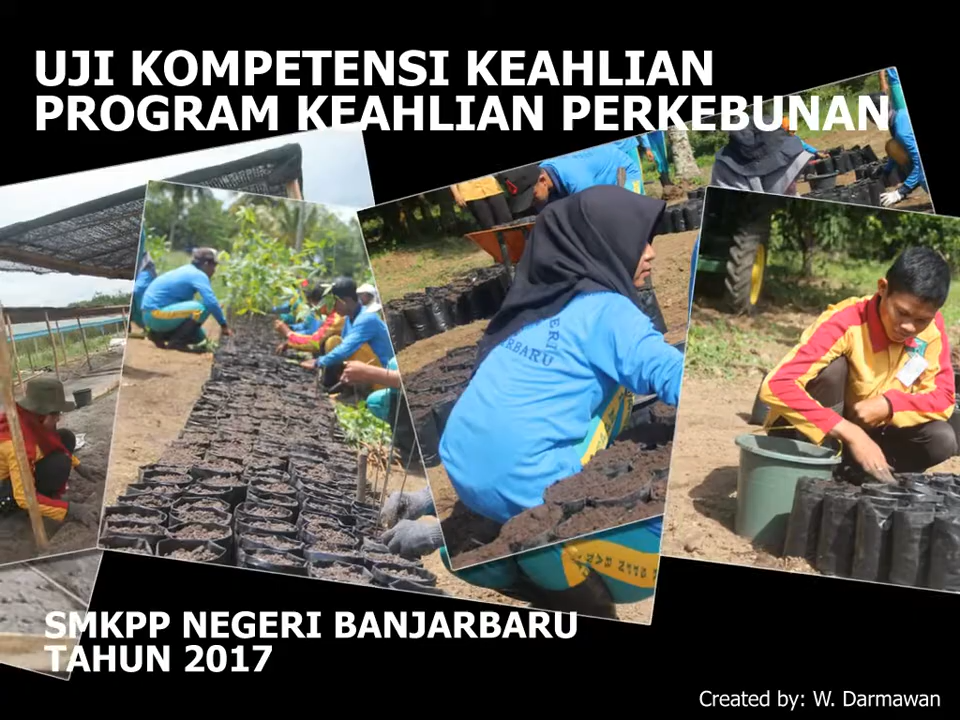 UJI KOMPETENSI KEAHLIAN
PROGRAM KEAHLIAN PERKEBUNAN
SMKPP NEGERI BANJARBARU
TAHUN 2017
Created by: W. Darmawan